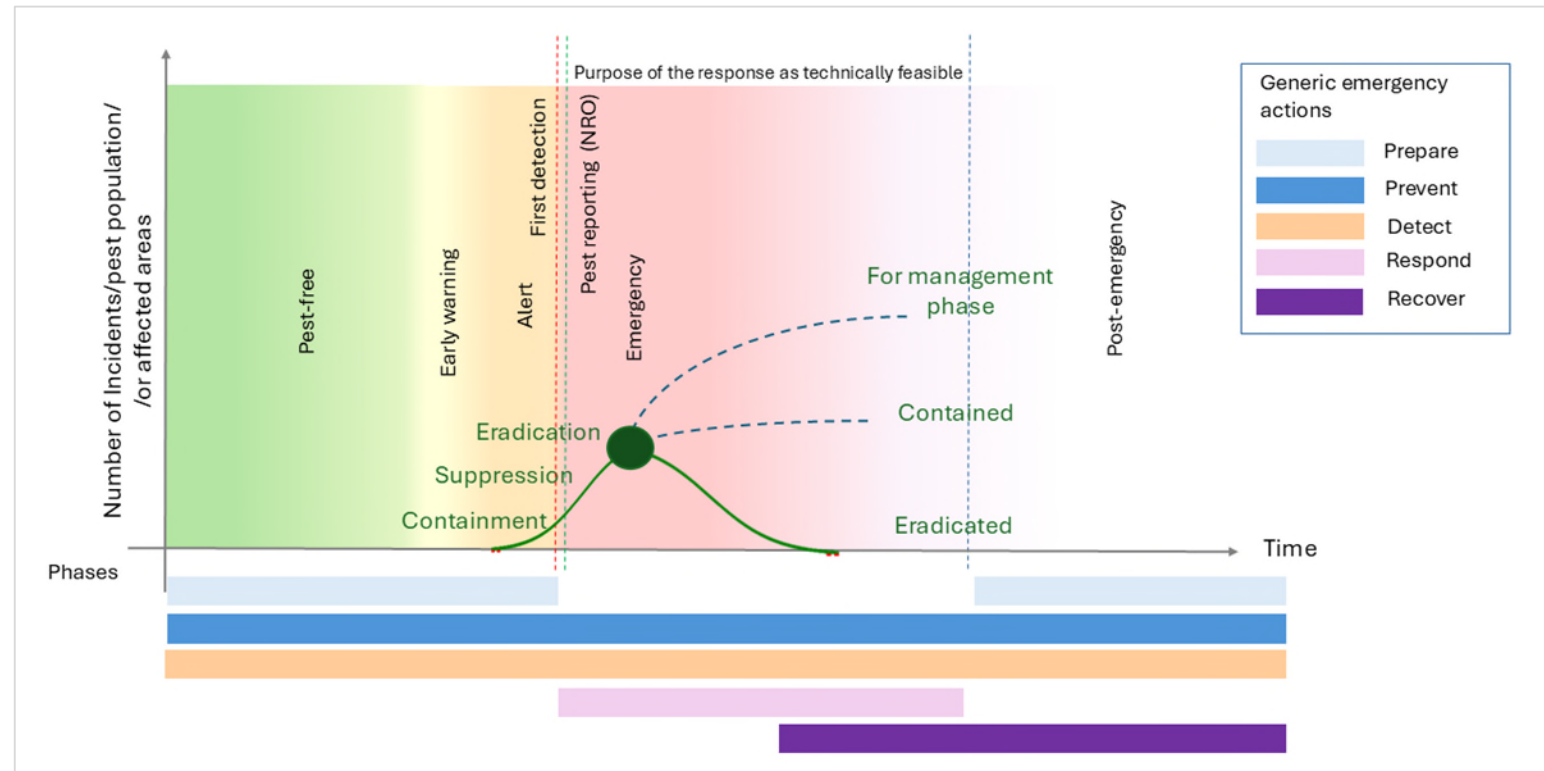 Number of Incidents/pest population/
/or affected areas
Pest-free
Early warning
Alert
First detection
Pest reporting (NRO)
Emergency
Purpose of the response as technically feasible
Post-emergency
For management
phase
Contained
Eradicated
Eradication
Suppression
Containment
Time
Phases
Generic emergency
actions
Prepare
Prevent
Detect
Respond
Recover